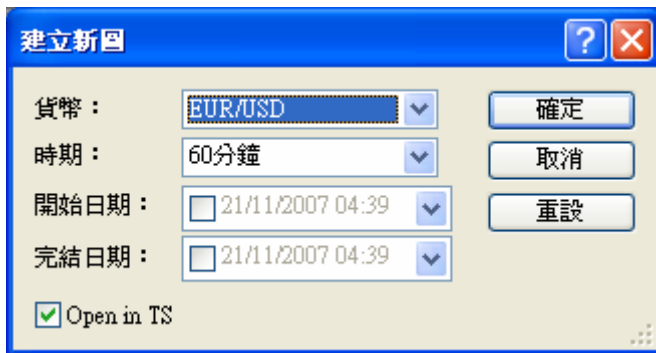 建立新圖
貨幣： EUR/USD 確定
時期： 60分鐘 取消
開始日期： 21/11/2007 04:39 重設
完結日期： 21/11/2007 04:39
Open in TS